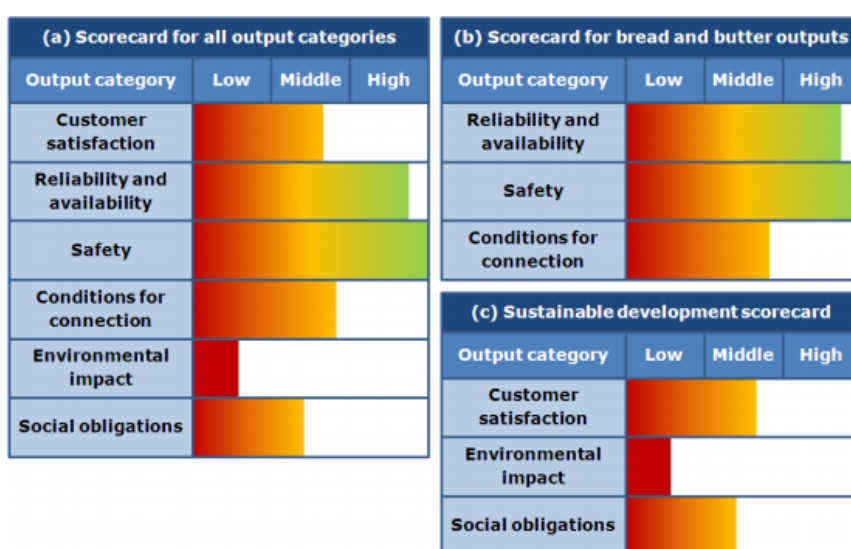 (a) Scorecard for all output categories
Output category Low Middle High
Customer
satisfaction
Reliability and
availability
Safety
Conditions for
connection
Environmental
impact
Social obligations
(b) Scorecard for bread and butter outputs
Output category Low Middle High
Reliability and
availability
Safety
Conditions for
connection
(c) Sustainable development scorecard
Output category Low Middle High
Customer
satisfaction
Environmental
impact
Social obligations